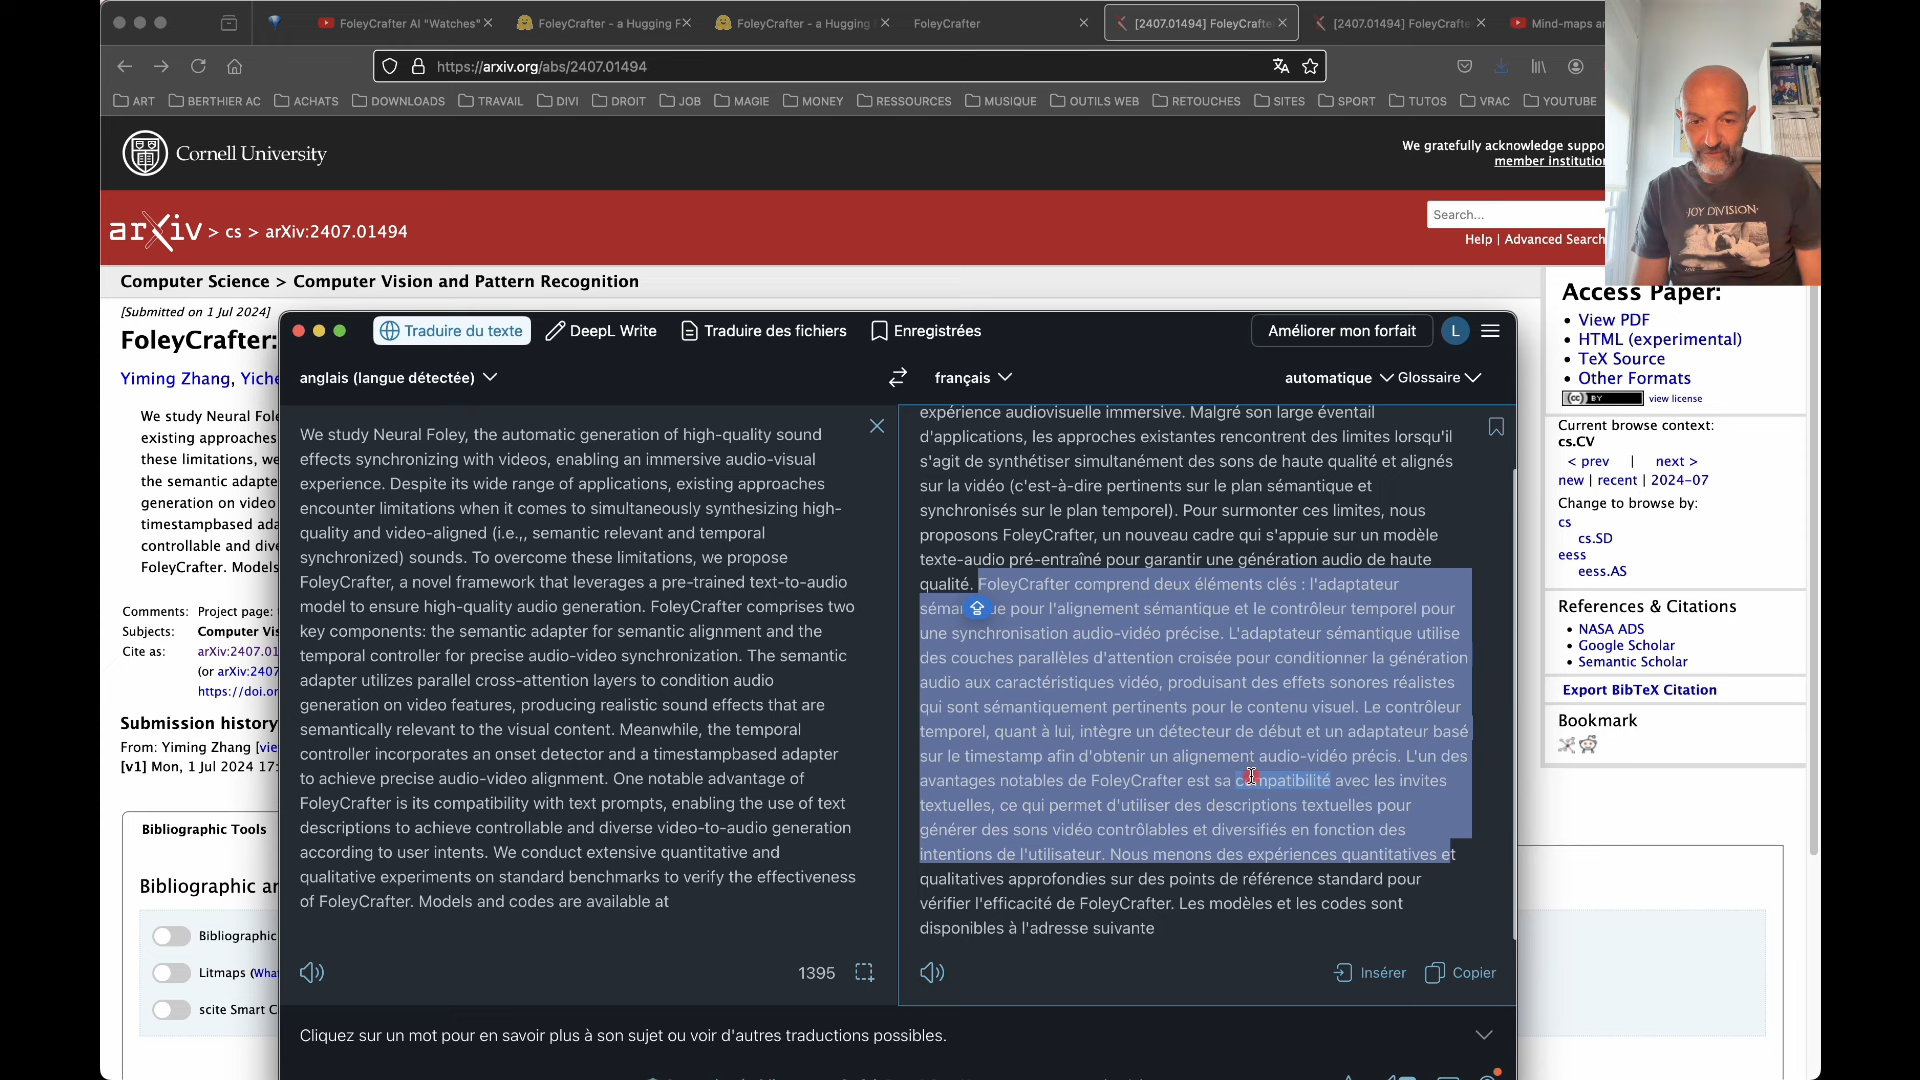 FoleyCrafter AI "Watches"
FoleyCrafter - a Hugging F
FoleyCrafter - a Hugging
FoleyCrafter
[2407.01494] FoleyCrafte
[2407.01494] FoleyCrafte
Mind-maps a
https://arxiv.org/abs/2407.01494
ART
BERTHIER AC
ACHATS
DOWNLOADS
TRAVAIL
DIVI
DROIT
JOB
MAGIE
MONEY
RESSOURCES
MUSIQUE
OUTILS WEB
RETOUCHES
SITES
SPORT
TUTOS
VRAC
YOUTUBE
Cornell University
We gratefully acknowledge suppo
member institutio
JOY DIVISION
arXiv > cs > arXiv:2407.01494
Search...
Help | Advanced Search
Computer Science > Computer Vision and Pattern Recognition
[Submitted on 1 Jul 2024]
FoleyCrafter:
Yiming Zhang, Yiche
We study Neural Fole
existing approaches
these limitations, we
the semantic adapte
generation on video
timestampbased ada
controllable and dive
FoleyCrafter. Models
Comments: Project page:
Subjects: Computer Vis
Cite as: arXiv:2407.01
(or arXiv:2407
https://doi.or
Submission history
From: Yiming Zhang [vie
[v1] Mon, 1 Jul 2024 17:
Bibliographic Tools
Bibliographic an
Bibliographic
Litmaps (Wha
scite Smart C
Traduire du texte
DeepL Write
Traduire des fichiers
Enregistrées
Améliorer mon forfait
L
anglais (langue détectée)
français
automatique
Glossaire
We study Neural Foley, the automatic generation of high-quality sound
effects synchronizing with videos, enabling an immersive audio-visual
experience. Despite its wide range of applications, existing approaches
encounter limitations when it comes to simultaneously synthesizing high-
quality and video-aligned (i.e.,, semantic relevant and temporal
synchronized) sounds. To overcome these limitations, we propose
FoleyCrafter, a novel framework that leverages a pre-trained text-to-audio
model to ensure high-quality audio generation. FoleyCrafter comprises two
key components: the semantic adapter for semantic alignment and the
temporal controller for precise audio-video synchronization. The semantic
adapter utilizes parallel cross-attention layers to condition audio
generation on video features, producing realistic sound effects that are
semantically relevant to the visual content. Meanwhile, the temporal
controller incorporates an onset detector and a timestampbased adapter
to achieve precise audio-video alignment. One notable advantage of
FoleyCrafter is its compatibility with text prompts, enabling the use of text
descriptions to achieve controllable and diverse video-to-audio generation
according to user intents. We conduct extensive quantitative and
qualitative experiments on standard benchmarks to verify the effectiveness
of FoleyCrafter. Models and codes are available at
1395
expérience audiovisuelle immersive. Malgré son large éventail
d'applications, les approches existantes rencontrent des limites lorsqu'il
s'agit de synthétiser simultanément des sons de haute qualité et alignés
sur la vidéo (c'est-à-dire pertinents sur le plan sémantique et
synchronisés sur le plan temporel). Pour surmonter ces limites, nous
proposons FoleyCrafter, un nouveau cadre qui s'appuie sur un modèle
texte-audio pré-entraîné pour garantir une génération audio de haute
qualité. FoleyCrafter comprend deux éléments clés : l'adaptateur
séma ue pour l'alignement sémantique et le contrôleur temporel pour
une synchronisation audio-vidéo précise. L'adaptateur sémantique utilise
des couches parallèles d'attention croisée pour conditionner la génération
audio aux caractéristiques vidéo, produisant des effets sonores réalistes
qui sont sémantiquement pertinents pour le contenu visuel. Le contrôleur
temporel, quant à lui, intègre un détecteur de début et un adaptateur basé
sur le timestamp afin d'obtenir un alignement audio-vidéo précis. L'un des
avantages notables de FoleyCrafter est sa compatibilité avec les invites
textuelles, ce qui permet d'utiliser des descriptions textuelles pour
générer des sons vidéo contrôlables et diversifiés en fonction des
intentions de l'utilisateur. Nous menons des expériences quantitatives et
qualitatives approfondies sur des points de référence standard pour
vérifier l'efficacité de FoleyCrafter. Les modèles et les codes sont
disponibles à l'adresse suivante
Insérer
Copier
Cliquez sur un mot pour en savoir plus à son sujet ou voir d'autres traductions possibles.
Access Paper:
View PDF
HTML (experimental)
TeX Source
Other Formats
(cc) BY
view license
Current browse context:
cs.CV
< prev | next >
new | recent | 2024-07
Change to browse by:
cs
cs.SD
eess
eess.AS
References & Citations
NASA ADS
Google Scholar
Semantic Scholar
Export BibTeX Citation
Bookmark